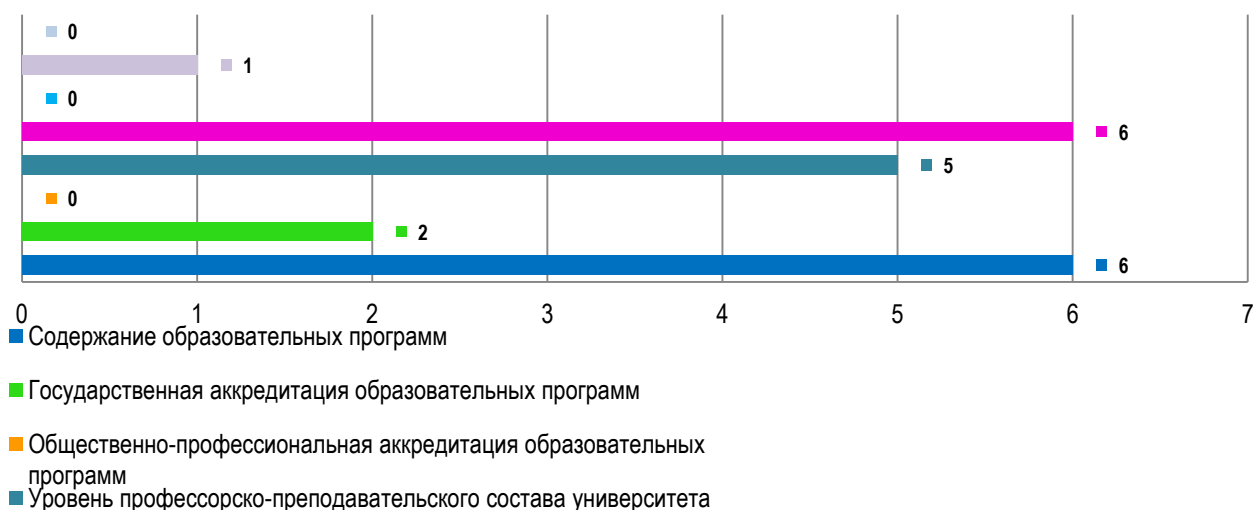 0
1
0
6
5
0
2
6
0 1 2 3 4 5 6 7
Содержание образовательных программ
Государственная аккредитация образовательных программ
Общественно-профессиональная аккредитация образовательных
программ
Уровень профессорско-преподавательского состава университета